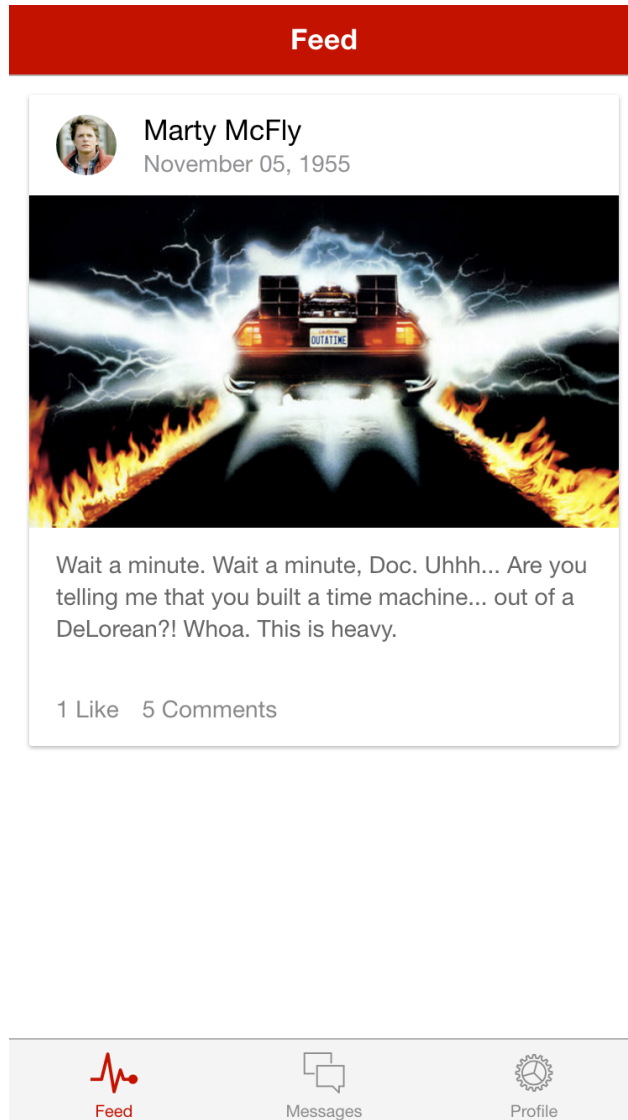 Feed
Marty McFly
November 05, 1955
OUTATIME
Wait a minute. Wait a minute, Doc. Uhhh... Are you
telling me that you built a time machine... out of a
DeLorean?! Whoa. This is heavy.
1 Like 5 Comments
Feed Messages Profile